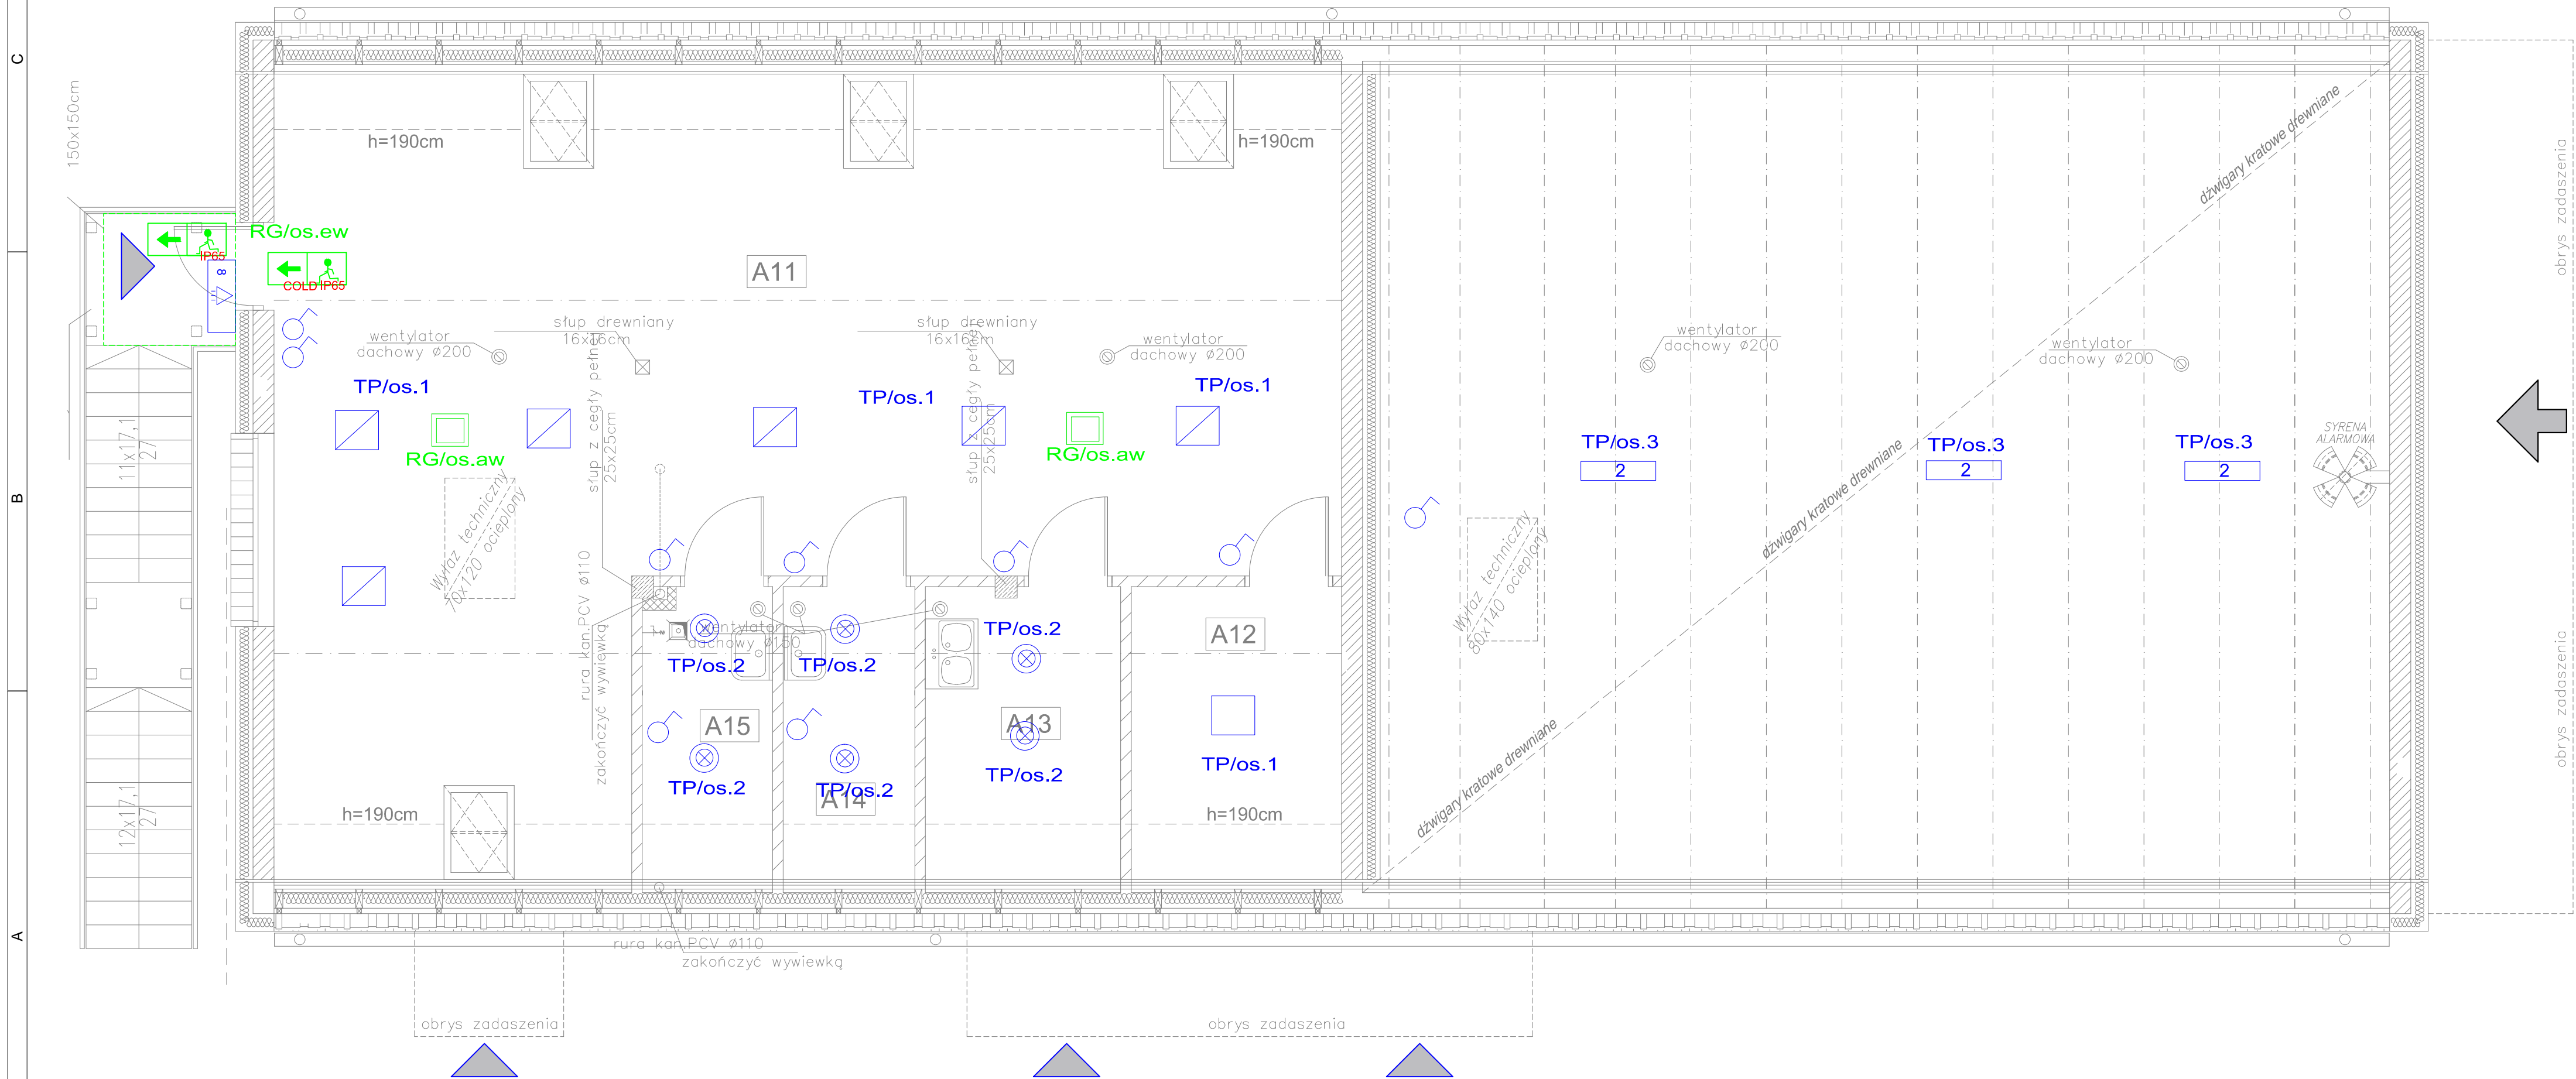 C
B
A
150x150cm
h=190cm
h=190cm
RG/os.ew
IP65
8
COLD
IP65
A11
wentylator
dachowy ø200
słup drewniany
16x16cm
słup drewniany
16x16cm
wentylator
dachowy ø200
wentylator
dachowy ø200
wentylator
dachowy ø200
dźwigary kratowe drewniane
dźwigary kratowe drewniane
dźwigary kratowe drewniane
obrys zadaszenia
obrys zadaszenia
TP/os.1
TP/os.1
TP/os.1
słup z cegły pełnej
25x25cm
słup z cegły pełnej
25x25cm
RG/os.aw
RG/os.aw
TP/os.3
2
TP/os.3
2
TP/os.3
2
SYRENA
ALARMOWA
11x17,1
27
12x17,1
27
Wyłaz techniczny
70x120 ocieplony
Wyłaz techniczny
80x140 ocieplony
rura kan.PCV ø110
zakończyć wywiewką
wentylator
dachowy ø150
TP/os.2
TP/os.2
TP/os.2
A12
A15
A13
A14
TP/os.2
TP/os.2
TP/os.2
TP/os.1
h=190cm
h=190cm
rura kan.PCV ø110
zakończyć wywiewką
obrys zadaszenia
obrys zadaszenia